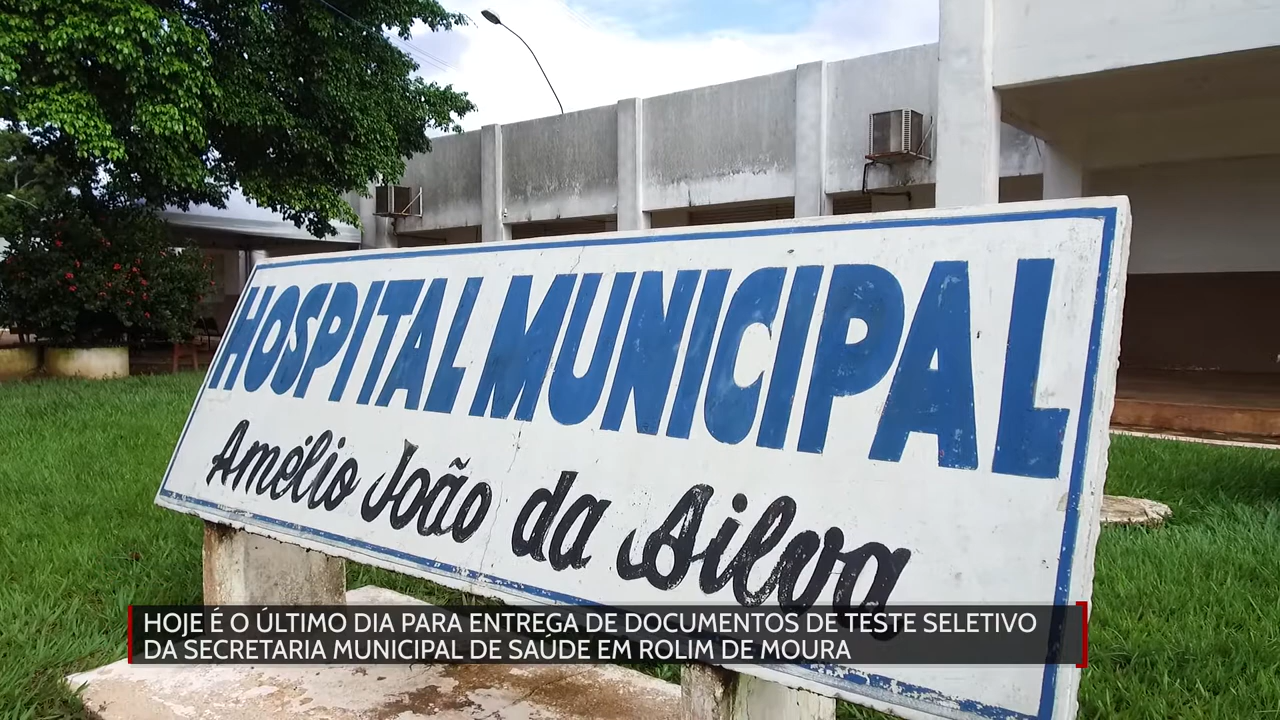 HOSPITAL MUNICIPAL
Amélio João da Silva
HOJE É O ÚLTIMO DIA PARA ENTREGA DE DOCUMENTOS DE TESTE SELETIVO
DA SECRETARIA MUNICIPAL DE SAÚDE EM ROLIM DE MOURA